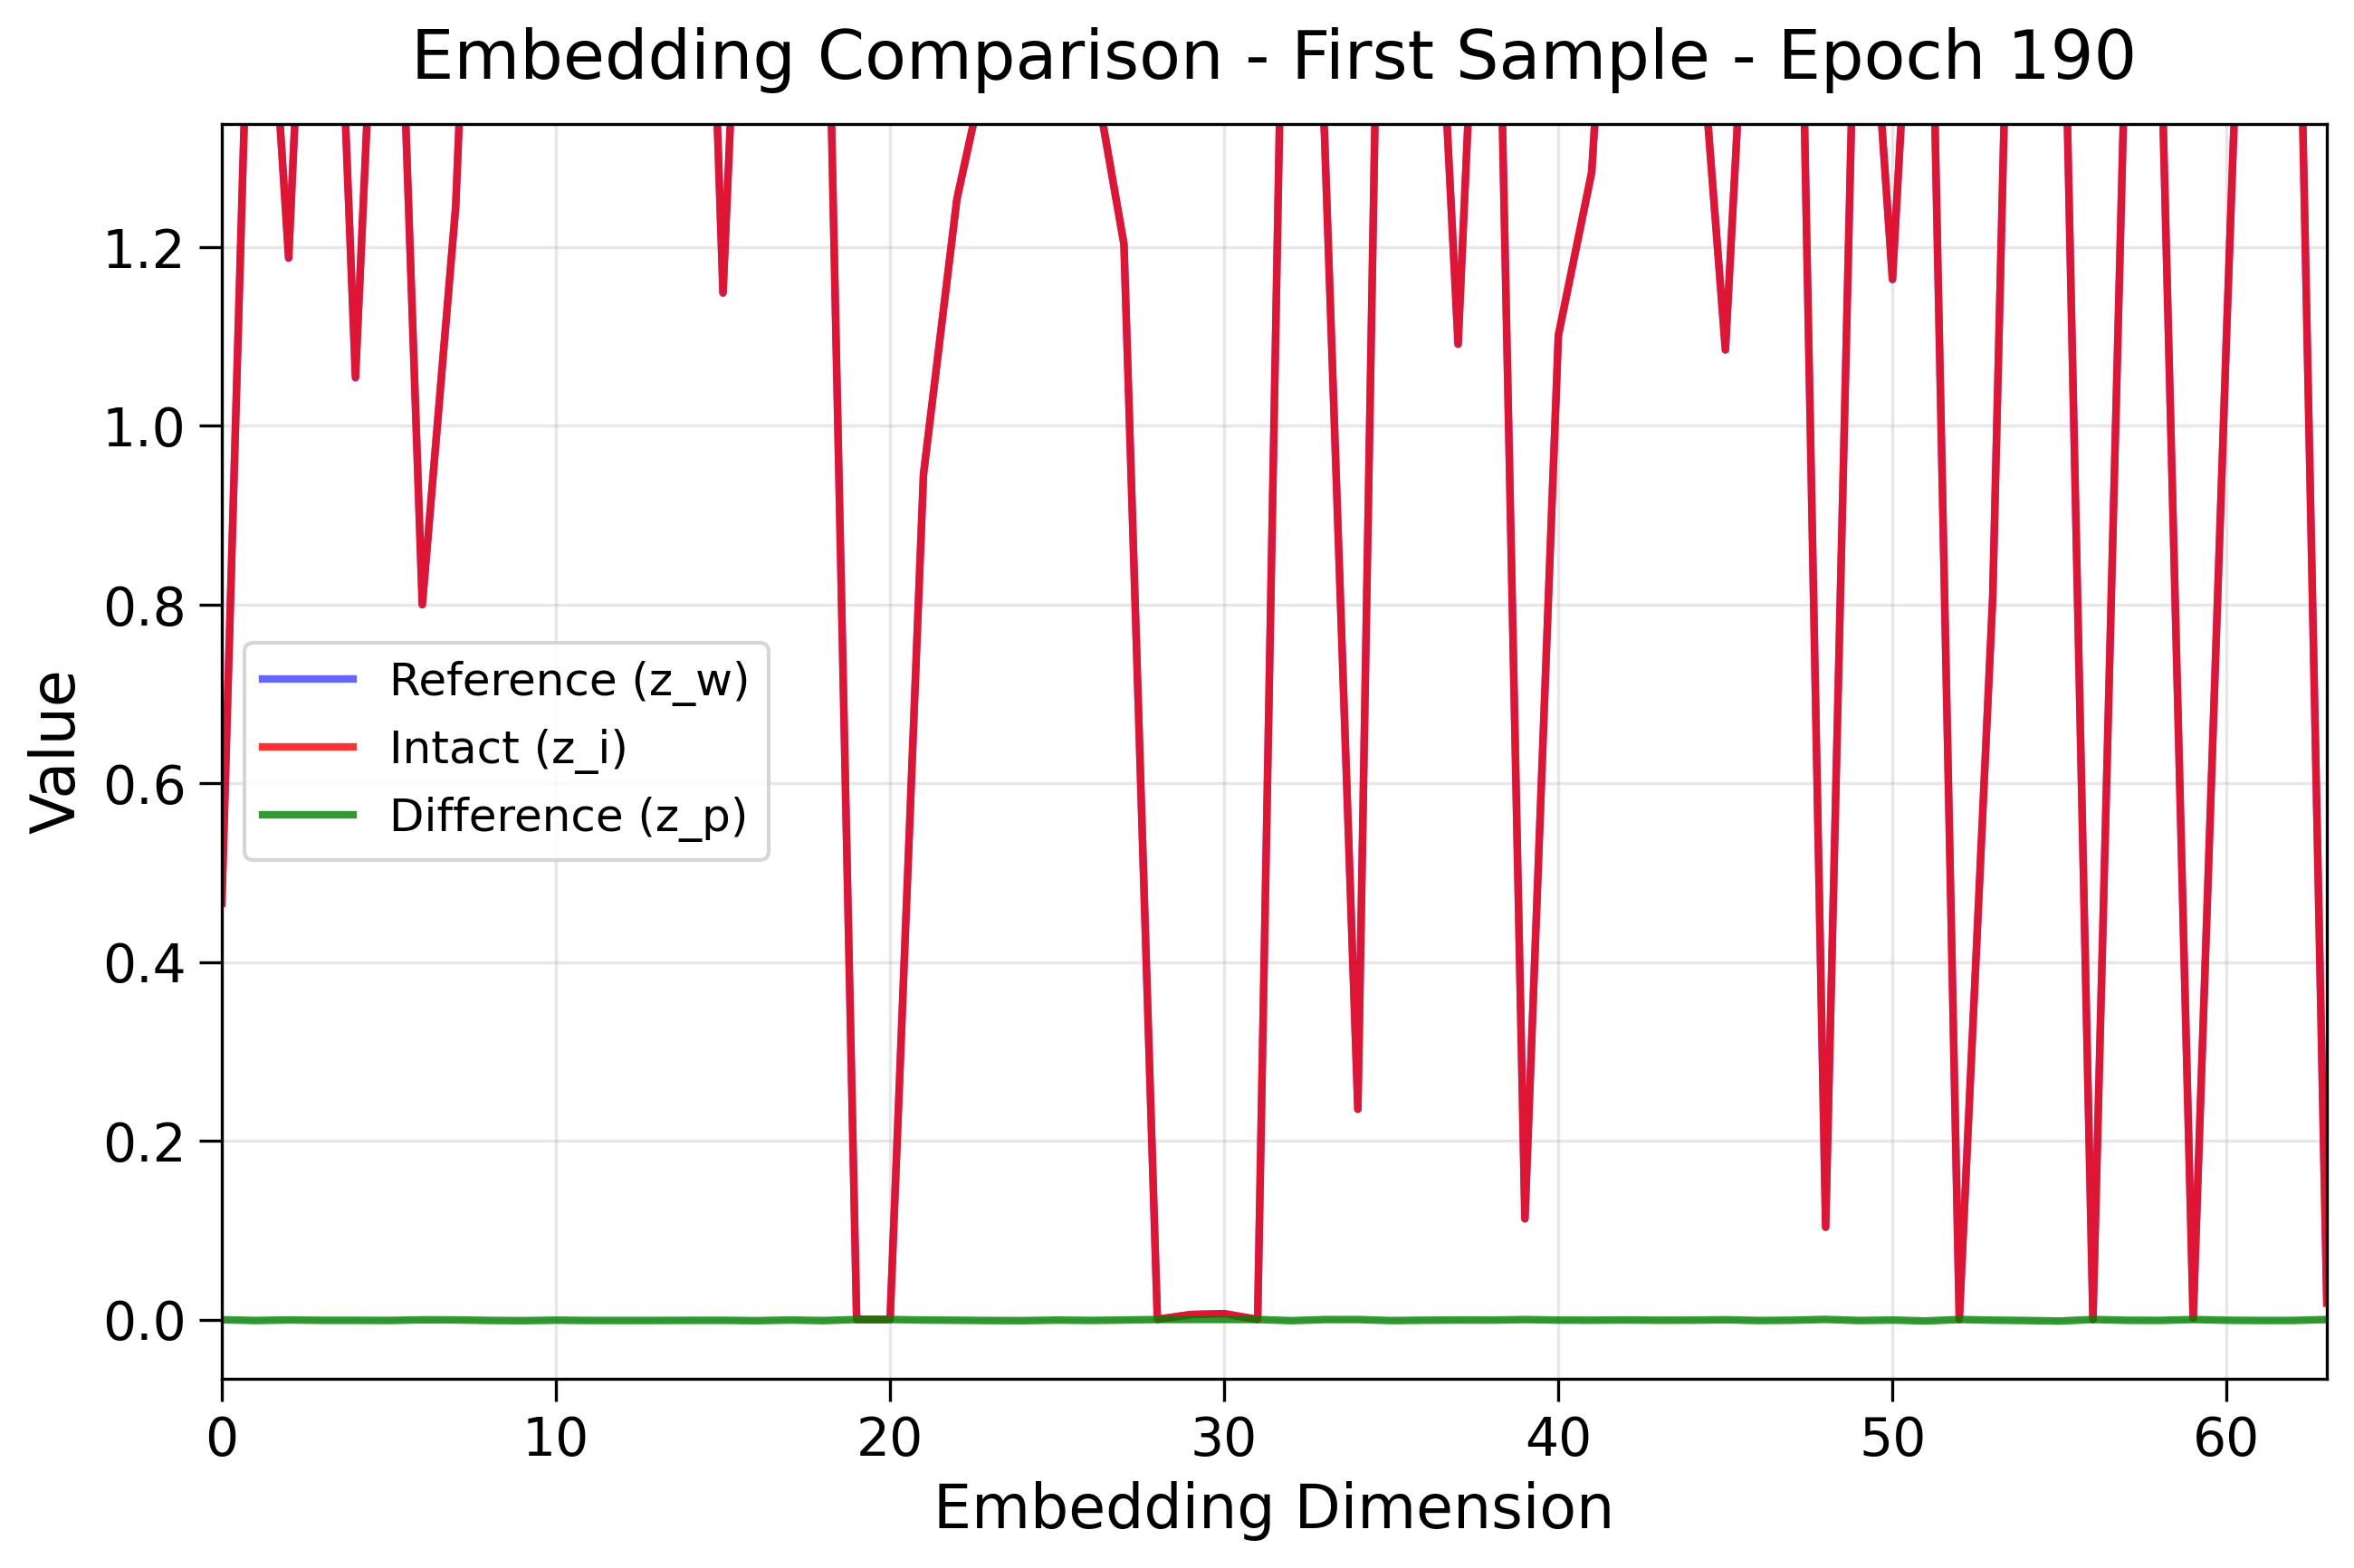 Embedding Comparison - First Sample - Epoch 190
1.2
1.0
0.8
0.6
0.4
0.2
0.0
Value
Reference (z_w)
Intact (z_i)
Difference (z_p)
0 10 20 30 40 50 60
Embedding Dimension